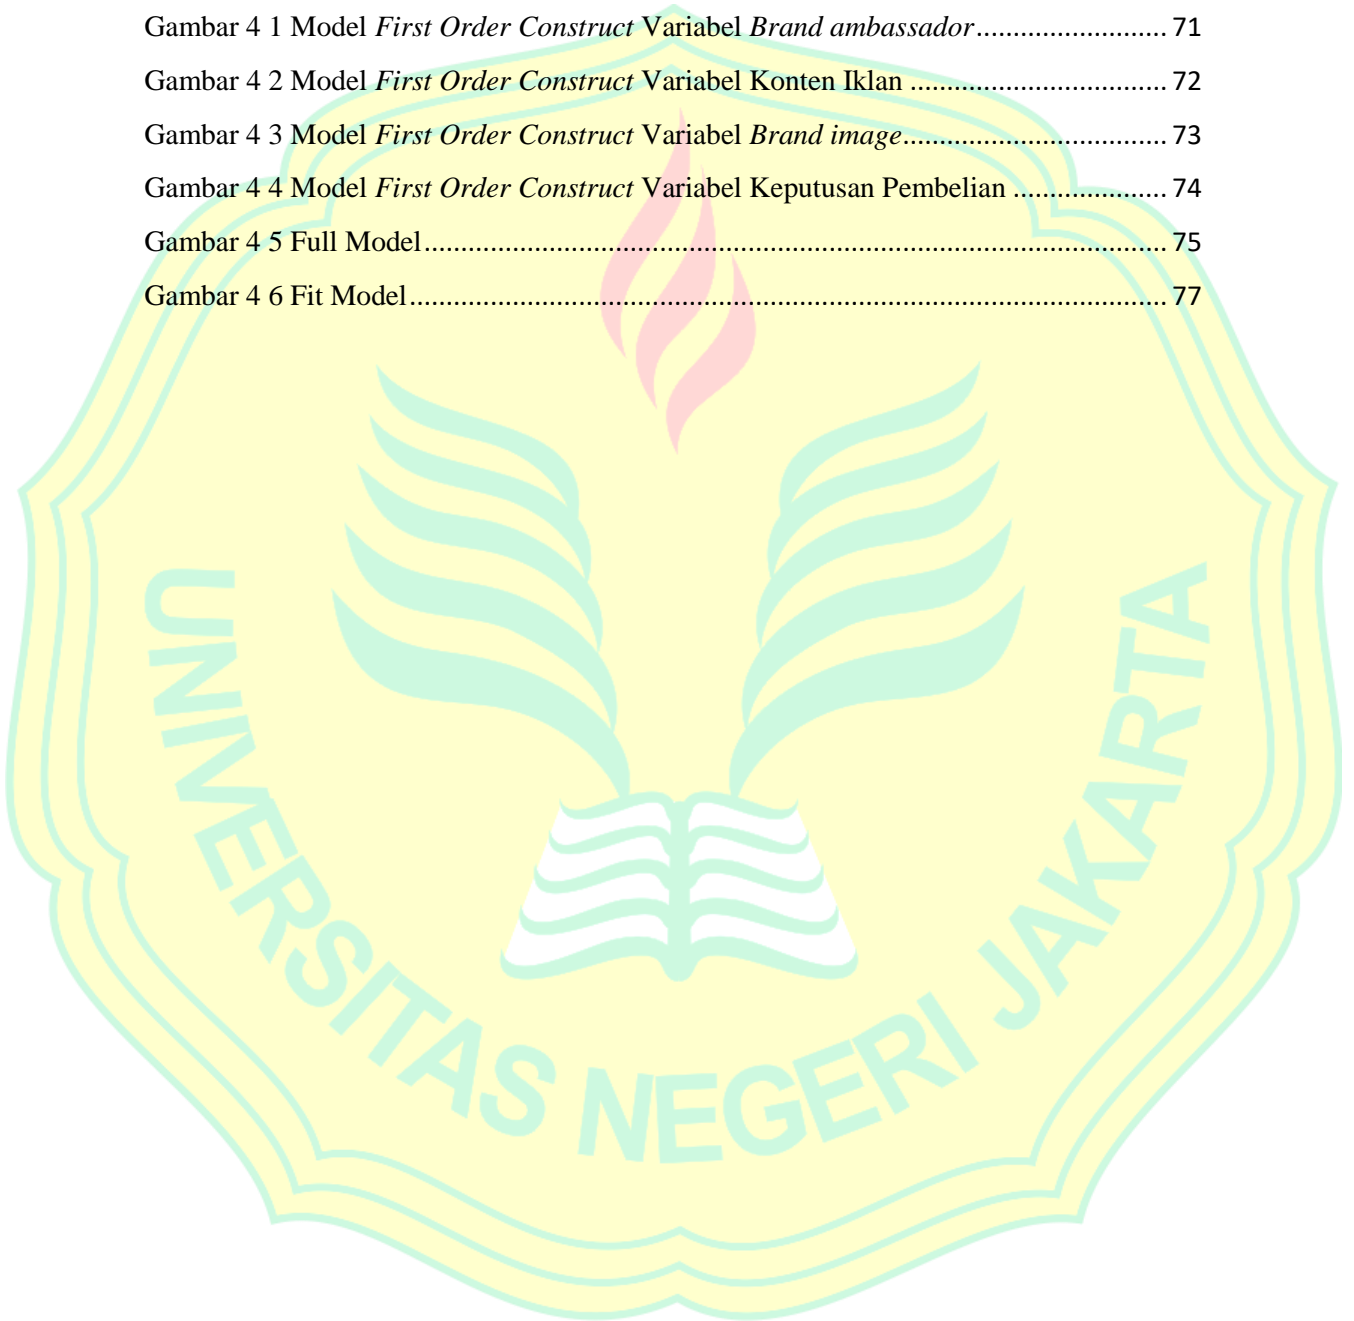 Gambar 4 1 Model First Order Construct Variabel Brand ambassador....................... 71
Gambar 4 2 Model First Order Construct Variabel Konten Iklan ................................ 72
Gambar 4 3 Model First Order Construct Variabel Brand image................................. 73
Gambar 4 4 Model First Order Construct Variabel Keputusan Pembelian .................. 74
Gambar 4 5 Full Model................................................................................................ 75
Gambar 4 6 Fit Model.................................................................................................. 77
UNIVERSITAS NEGERI JAKARTA